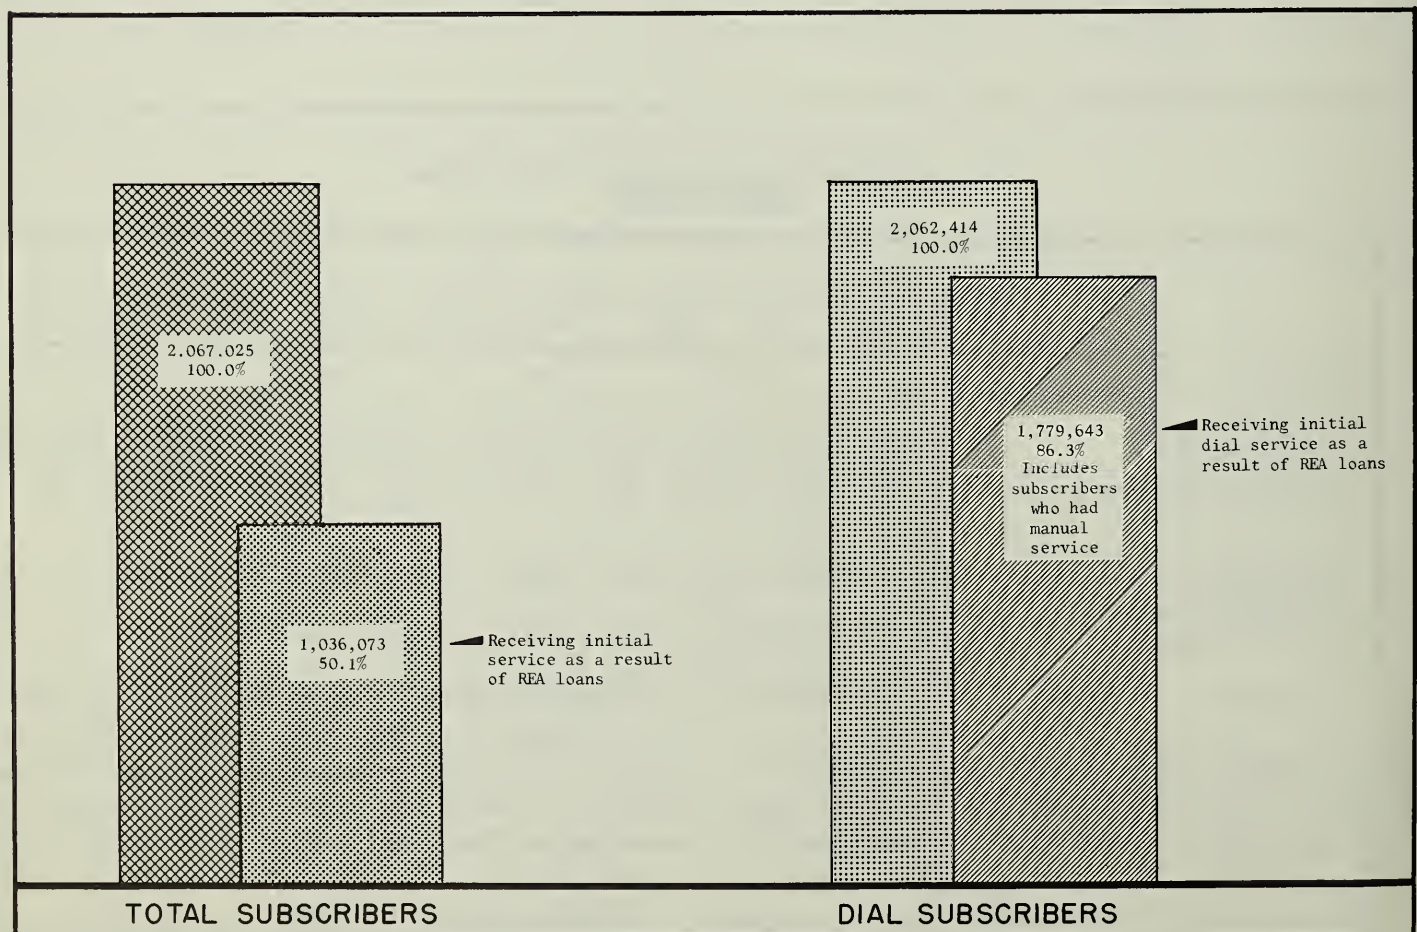 2.067.025
100.0%
1,036,073
50.1%
Receiving initial
service as a result
of REA loans
2,062,414
100.0%
1,779,643
86.3%
Includes
subscribers
who had
manual
service
Receiving initial
dial service as a
result of REA loans
TOTAL SUBSCRIBERS
DIAL SUBSCRIBERS